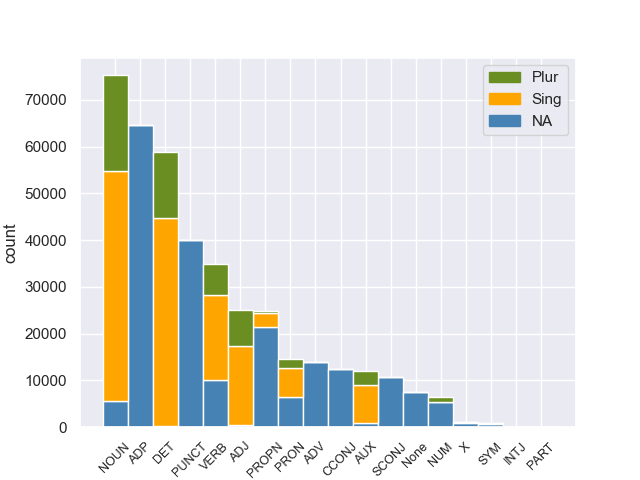 Plur
Sing
NA
70000
60000
50000
40000
30000
20000
10000
0
count
NOUN
ADP
DET
PUNCT
VERB
ADJ
PROPN
PRON
ADV
CCONJ
AUX
SCONJ
None
NUM
X
SYM
INTJ
PART